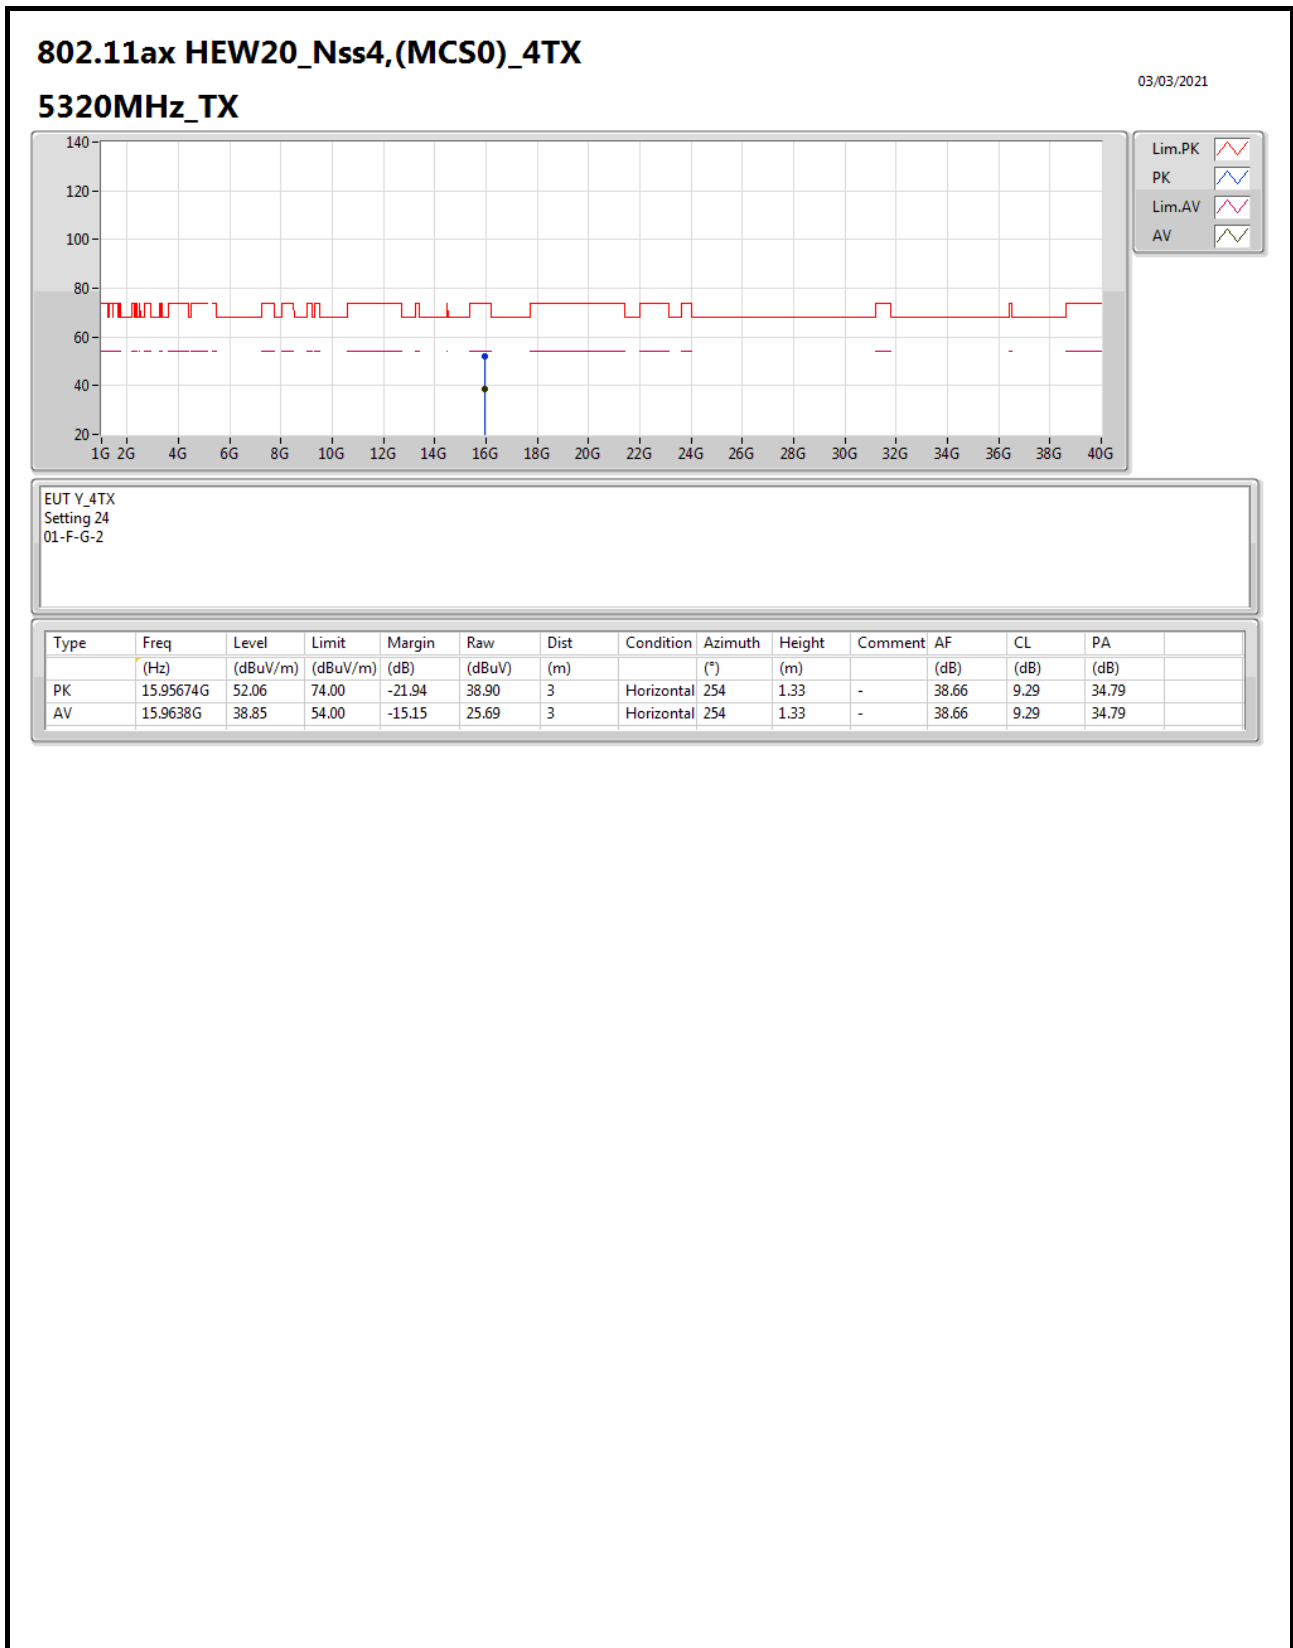 802.11ax HEW20_Nss4,(MCS0)_4TX
03/03/2021
5320MHz_TX
140
120
100
80
60
40
20
1G 2G 4G 6G 8G 10G 12G 14G 16G 18G 20G 22G 24G 26G 28G 30G 32G 34G 36G 38G 40G
Lim.PK
PK
Lim.AV
AV
EUT Y_4TX
Setting 24
01-F-G-2
Type Freq Level Limit Margin Raw Dist Condition Azimuth Height Comment AF CL PA
(Hz) (dBuV/m) (dBuV/m) (dB) (dBuV) (m) (°) (m) (dB) (dB) (dB)
PK 15.95674G 52.06 74.00 -21.94 38.90 3 Horizontal 254 1.33 - 38.66 9.29 34.79
AV 15.9638G 38.85 54.00 -15.15 25.69 3 Horizontal 254 1.33 - 38.66 9.29 34.79